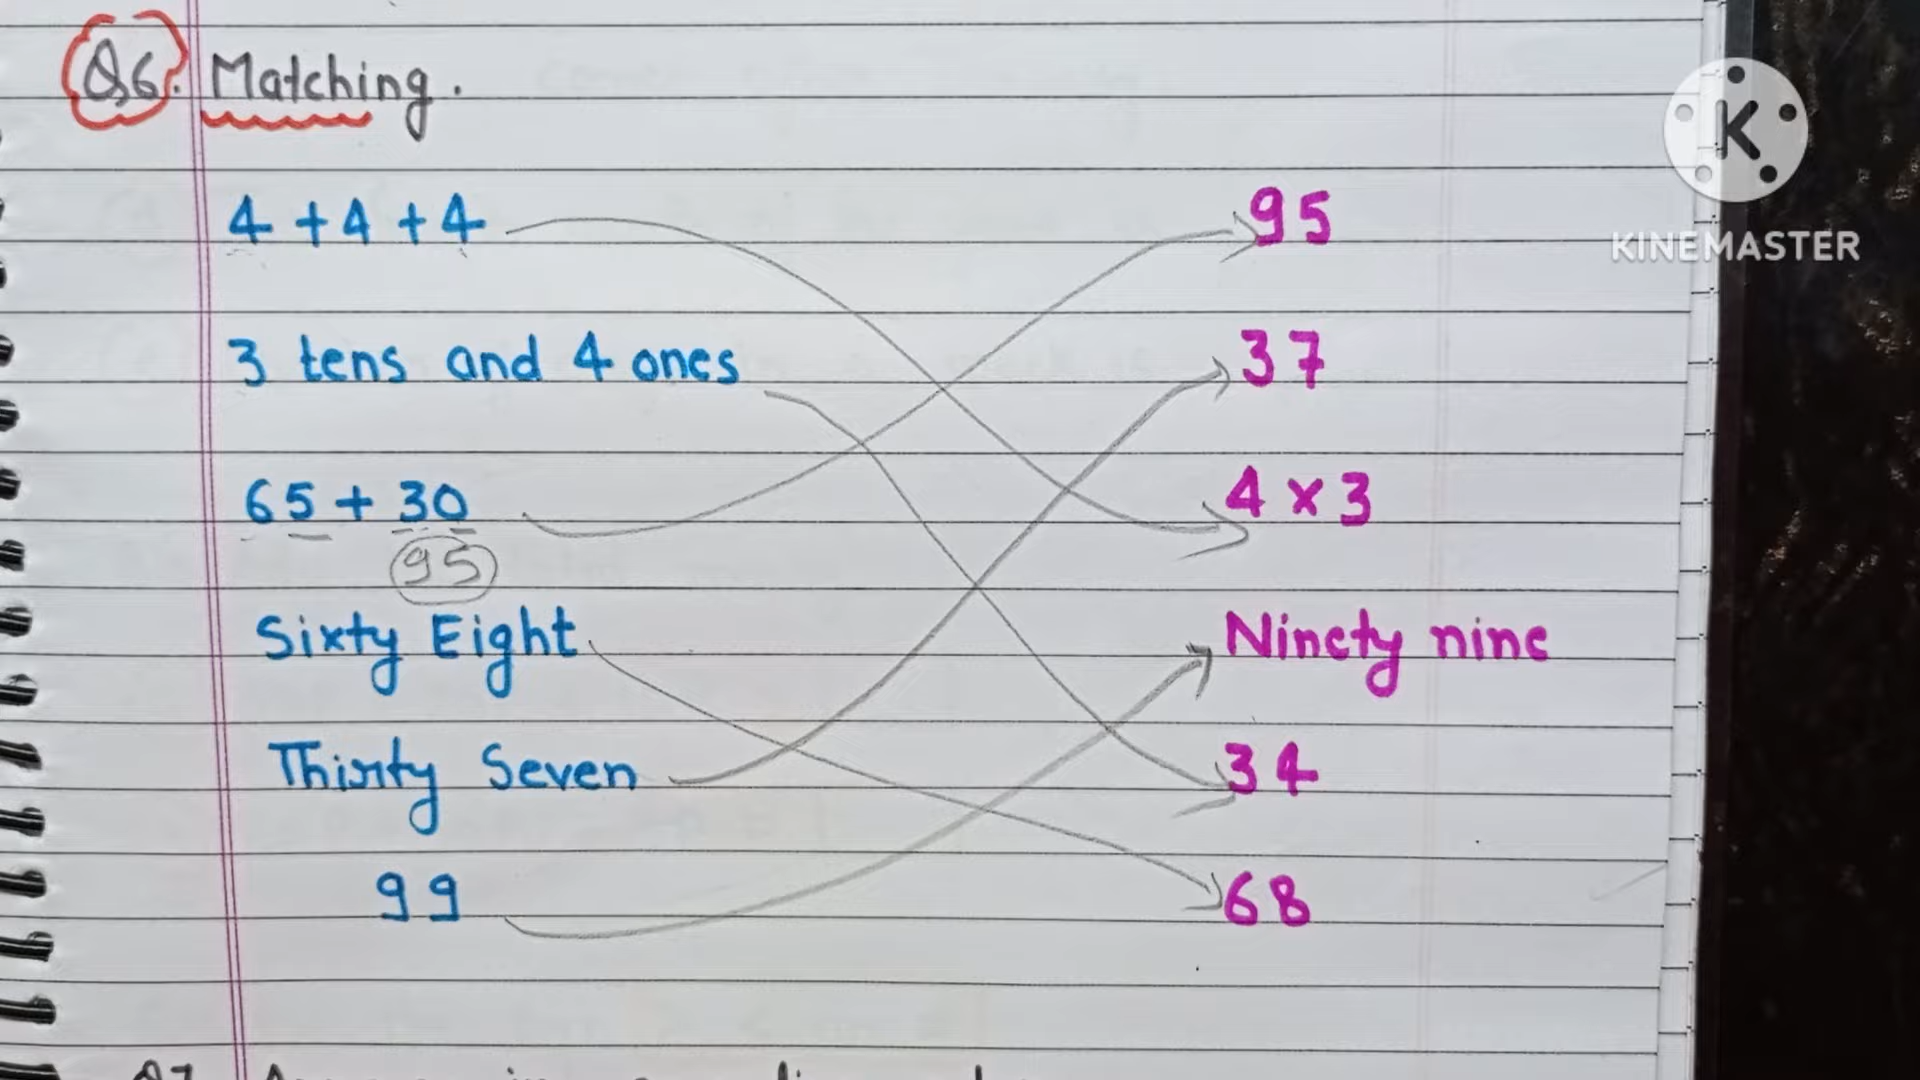 Q6. Matching.
4 + 4 + 4 95
3 tens and 4 ones 37
65 + 30 4 x 3
95
Sixty Eight Ninety nine
Thirty Seven 34
99 68
K
KINEMASTER